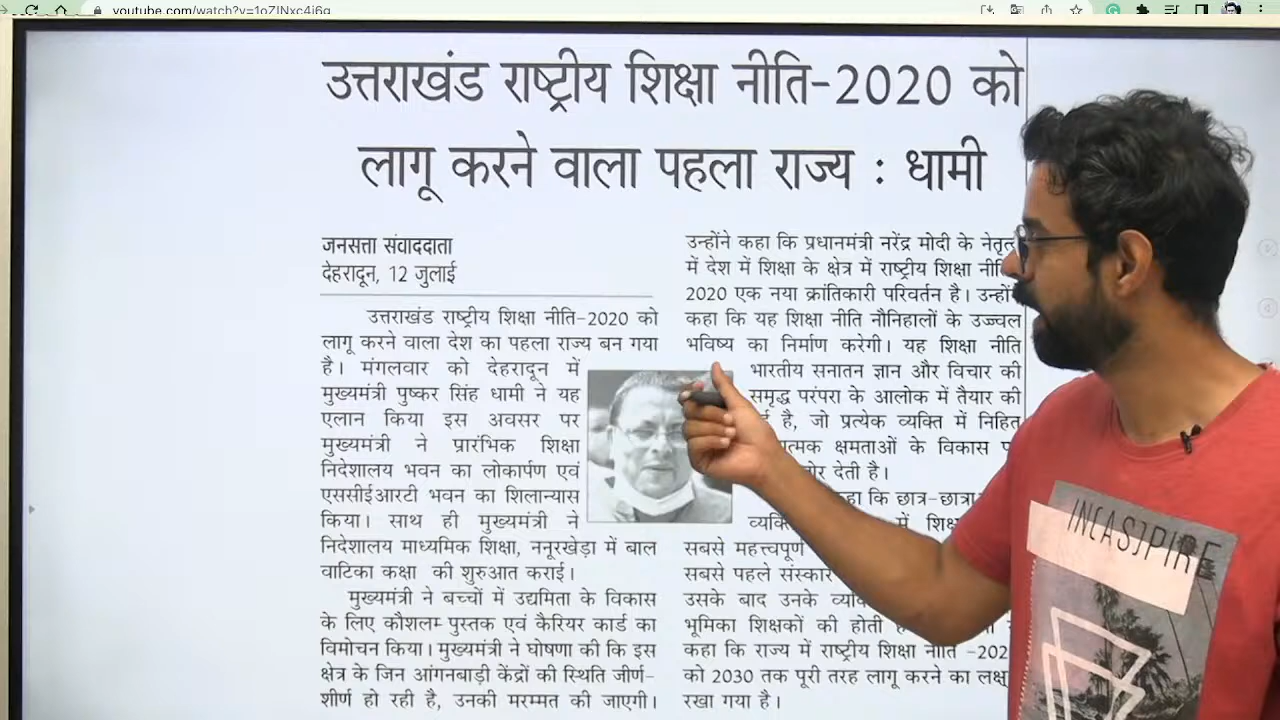 youtube.com/watch?v=1oZINxc4j6g
उत्तराखंड राष्ट्रीय शिक्षा नीति-2020 को
लागू करने वाला पहला राज्य : धामी
जनसत्ता संवाददाता
देहरादून, 12 जुलाई
उत्तराखंड राष्ट्रीय शिक्षा नीति-2020 को
लागू करने वाला देश का पहला राज्य बन गया
है। मंगलवार को देहरादून में
मुख्यमंत्री पुष्कर सिंह धामी ने यह
एलान किया इस अवसर पर
मुख्यमंत्री ने प्रारंभिक शिक्षा
निदेशालय भवन का लोकार्पण एवं
एससीईआरटी भवन का शिलान्यास
किया। साथ ही मुख्यमंत्री ने
निदेशालय माध्यमिक शिक्षा, ननूरखेड़ा में बाल
वाटिका कक्षा की शुरुआत कराई।
मुख्यमंत्री ने बच्चों में उद्यमिता के विकास
के लिए कौशलम पुस्तक एवं कैरियर कार्ड का
विमोचन किया। मुख्यमंत्री ने घोषणा की कि इस
क्षेत्र के जिन आंगनबाड़ी केंद्रों की स्थिति जीर्ण-
शीर्ण हो रही है, उनकी मरम्मत की जाएगी।
उन्होंने कहा कि प्रधानमंत्री नरेंद्र मोदी के
में देश में शिक्षा के क्षेत्र में राष्ट्रीय शिक्षा
2020 एक नया क्रांतिकारी परिवर्तन है।
कहा कि यह शिक्षा नीति नौनिहालों के उज्ज्वल
भविष्य का निर्माण करेगी। यह शिक्षा नीति
भारतीय सनातन ज्ञान और विचार की
समृद्ध परंपरा के आलोक में तैयार की
है, जो प्रत्येक व्यक्ति में निहित
क्षमताओं के विकास
देती है।
कि
में
सबसे महत्त्वपूर्ण
सबसे पहले संस्कार
उसके बाद उनके
भूमिका शिक्षकों की होती
कहा कि राज्य में राष्ट्रीय शिक्षा नीति
को 2030 तक पूरी तरह लागू करने का
रखा गया है।
IN(AS)PIRE